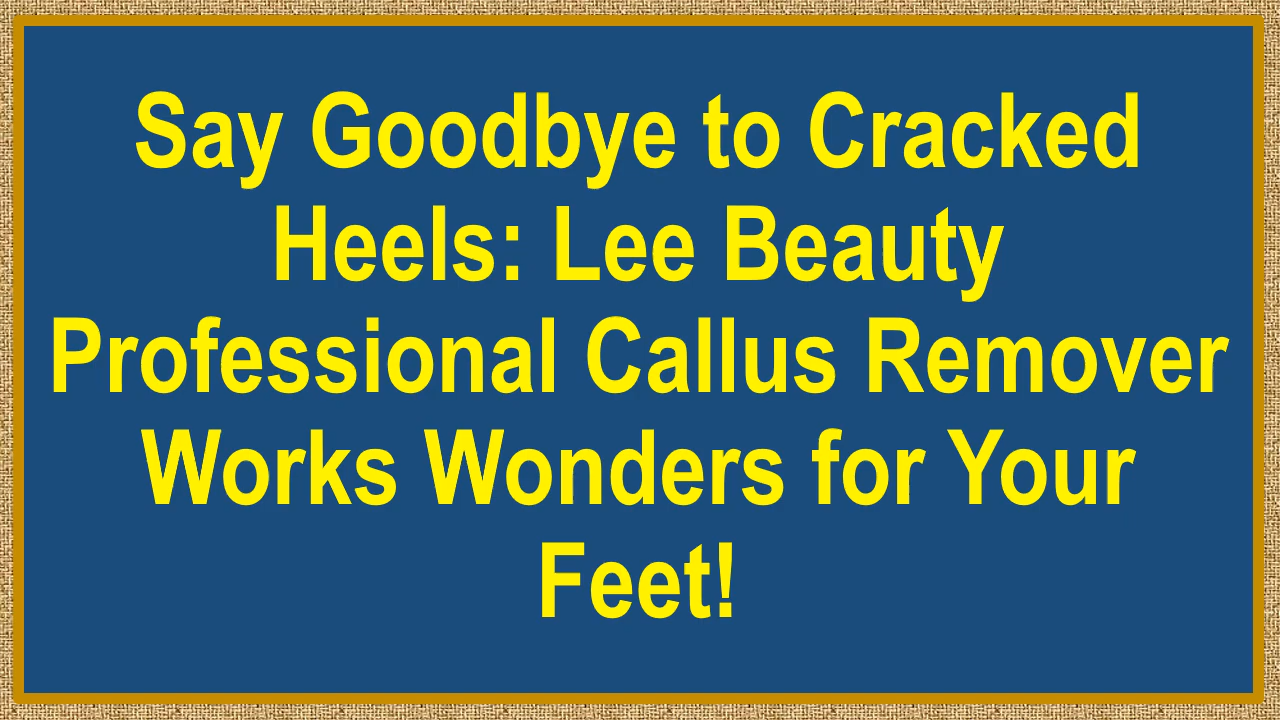 Say Goodbye to Cracked
Heels: Lee Beauty
Professional Callus Remover
Works Wonders for Your
Feet!